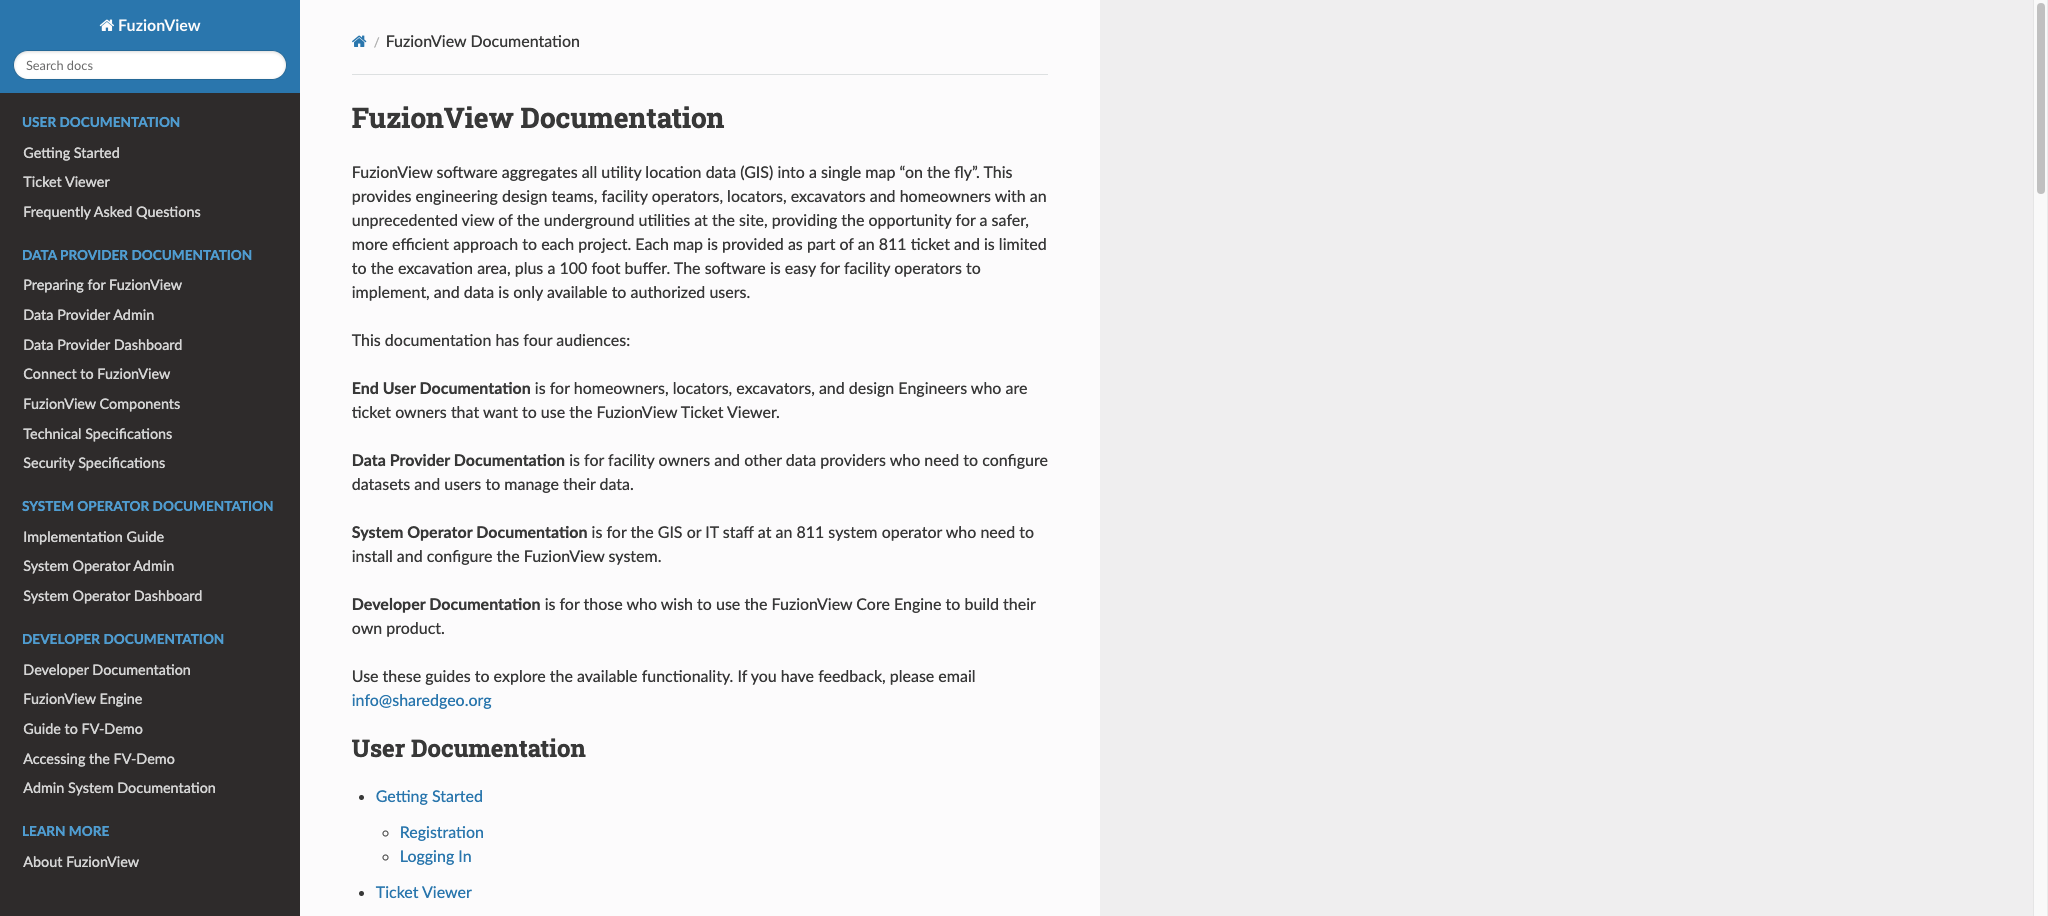 FuzionView
Search docs
USER DOCUMENTATION
Getting Started
Ticket Viewer
Frequently Asked Questions
DATA PROVIDER DOCUMENTATION
Preparing for FuzionView
Data Provider Admin
Data Provider Dashboard
Connect to FuzionView
FuzionView Components
Technical Specifications
Security Specifications
SYSTEM OPERATOR DOCUMENTATION
Implementation Guide
System Operator Admin
System Operator Dashboard
DEVELOPER DOCUMENTATION
Developer Documentation
FuzionView Engine
Guide to FV-Demo
Accessing the FV-Demo
Admin System Documentation
LEARN MORE
About FuzionView
/ FuzionView Documentation
FuzionView Documentation
FuzionView software aggregates all utility location data (GIS) into a single map “on the fly”. This
provides engineering design teams, facility operators, locators, excavators and homeowners with an
unprecedented view of the underground utilities at the site, providing the opportunity for a safer,
more efficient approach to each project. Each map is provided as part of an 811 ticket and is limited
to the excavation area, plus a 100 foot buffer. The software is easy for facility operators to
implement, and data is only available to authorized users.
This documentation has four audiences:
End User Documentation is for homeowners, locators, excavators, and design Engineers who are
ticket owners that want to use the FuzionView Ticket Viewer.
Data Provider Documentation is for facility owners and other data providers who need to configure
datasets and users to manage their data.
System Operator Documentation is for the GIS or IT staff at an 811 system operator who need to
install and configure the FuzionView system.
Developer Documentation is for those who wish to use the FuzionView Core Engine to build their
own product.
Use these guides to explore the available functionality. If you have feedback, please email
info@sharedgeo.org
User Documentation
• Getting Started
◦ Registration
◦ Logging In
• Ticket Viewer